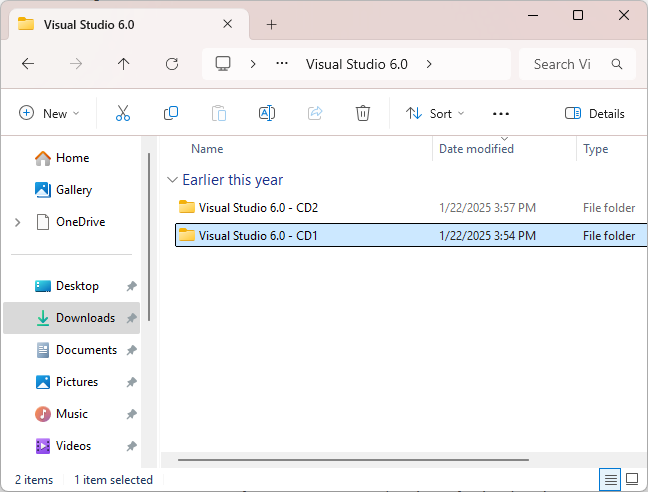 Visual Studio 6.0
Visual Studio 6.0
Search Vi
New
Sort
Details
Home
Gallery
OneDrive
Desktop
Downloads
Documents
Pictures
Music
Videos
Name Date modified Type
Earlier this year
Visual Studio 6.0 - CD2 1/22/2025 3:57 PM File folder
Visual Studio 6.0 - CD1 1/22/2025 3:54 PM File folder
2 items 1 item selected